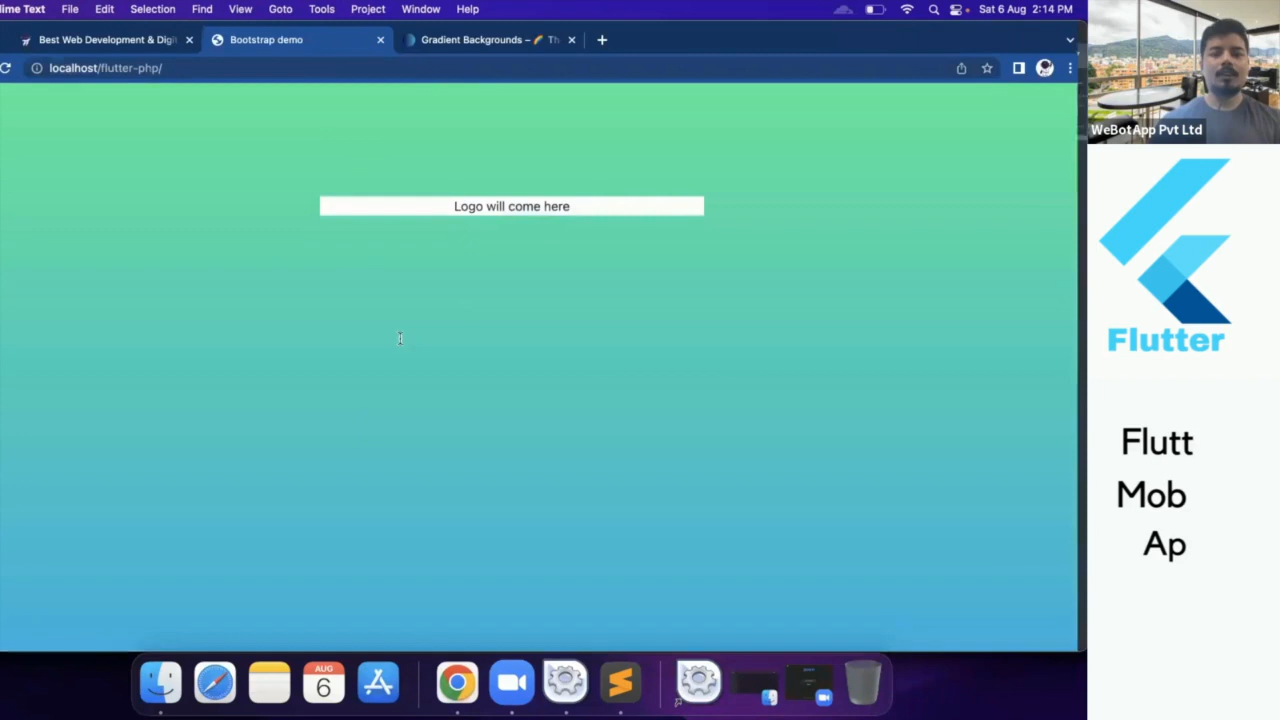 lime Text File Edit Selection Find View Goto Tools Project Window Help Sat 6 Aug 2:14 PM
Best Web Development & Digi Bootstrap demo Gradient Backgrounds – Th
localhost/flutter-php/
WeBotApp Pvt Ltd
Logo will come here
Flutter
Flutt
Mob
Ap
AUG
6